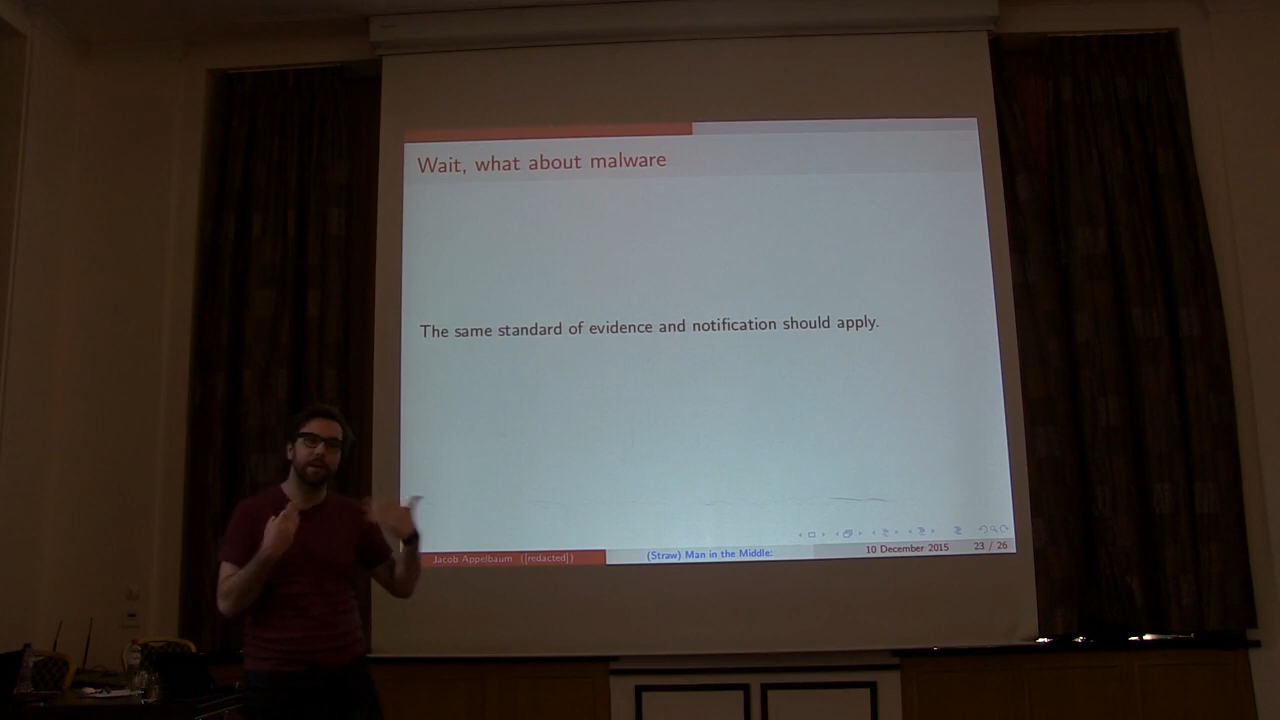 Wait, what about malware
The same standard of evidence and notification should apply.
Jacob Appelbaum ([redacted])
(Straw) Man in the Middle:
10 December 2015
23 / 26